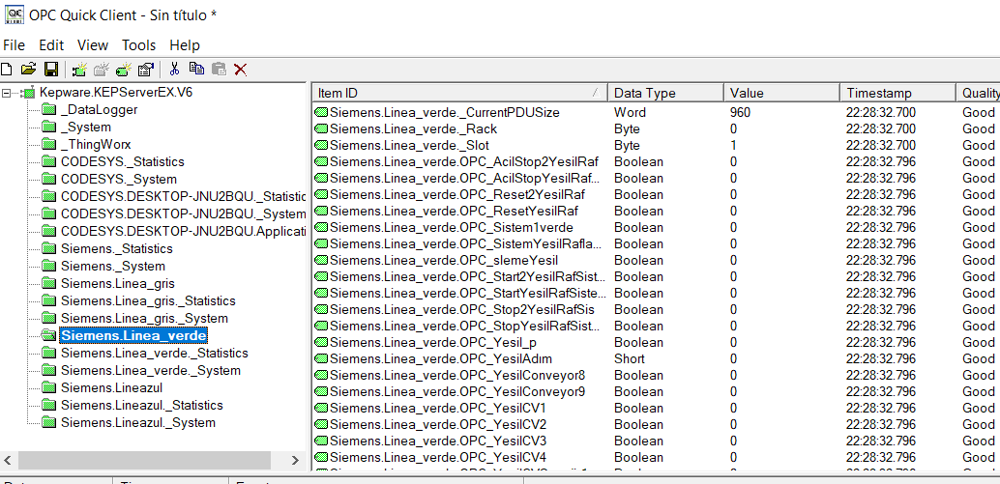 OPC Quick Client - Sin título *
File Edit View Tools Help
Kepware.KEPServerEX.V6
_DataLogger
_System
_ThingWorx
CODESYS._Statistics
CODESYS._System
CODESYS.DESKTOP-JNU2BQU._Statistic
CODESYS.DESKTOP-JNU2BQU._System
CODESYS.DESKTOP-JNU2BQU.Applicati
Siemens._Statistics
Siemens._System
Siemens.Linea_gris
Siemens.Linea_gris._Statistics
Siemens.Linea_gris._System
Siemens.Linea_verde
Siemens.Linea_verde._Statistics
Siemens.Linea_verde._System
Siemens.Lineazul
Siemens.Lineazul._Statistics
Siemens.Lineazul._System
Item ID Data Type Value Timestamp Quality
Siemens.Linea_verde._CurrentPDUSize Word 960 22:28:32.700 Good
Siemens.Linea_verde._Rack Byte 0 22:28:32.700 Good
Siemens.Linea_verde._Slot Byte 1 22:28:32.700 Good
Siemens.Linea_verde.OPC_AcilStop2YesilRaf Boolean 0 22:28:32.796 Good
Siemens.Linea_verde.OPC_AcilStopYesilRaf... Boolean 0 22:28:32.796 Good
Siemens.Linea_verde.OPC_Reset2YesilRaf Boolean 0 22:28:32.796 Good
Siemens.Linea_verde.OPC_ResetYesilRaf Boolean 0 22:28:32.796 Good
Siemens.Linea_verde.OPC_Sistem1verde Boolean 0 22:28:32.796 Good
Siemens.Linea_verde.OPC_SistemYesilRafla... Boolean 0 22:28:32.796 Good
Siemens.Linea_verde.OPC_slemeYesil Boolean 0 22:28:32.796 Good
Siemens.Linea_verde.OPC_Start2YesilRafSist... Boolean 0 22:28:32.796 Good
Siemens.Linea_verde.OPC_StartYesilRafSiste... Boolean 0 22:28:32.796 Good
Siemens.Linea_verde.OPC_Stop2YesilRafSis Boolean 0 22:28:32.796 Good
Siemens.Linea_verde.OPC_StopYesilRafSist... Boolean 0 22:28:32.796 Good
Siemens.Linea_verde.OPC_Yesil_p Boolean 0 22:28:32.796 Good
Siemens.Linea_verde.OPC_YesilAdım Short 0 22:28:32.796 Good
Siemens.Linea_verde.OPC_YesilConveyor8 Boolean 0 22:28:32.796 Good
Siemens.Linea_verde.OPC_YesilConveyor9 Boolean 0 22:28:32.796 Good
Siemens.Linea_verde.OPC_YesilCV1 Boolean 0 22:28:32.796 Good
Siemens.Linea_verde.OPC_YesilCV2 Boolean 0 22:28:32.796 Good
Siemens.Linea_verde.OPC_YesilCV3 Boolean 0 22:28:32.796 Good
Siemens.Linea_verde.OPC_YesilCV4 Boolean 0 22:28:32.796 Good